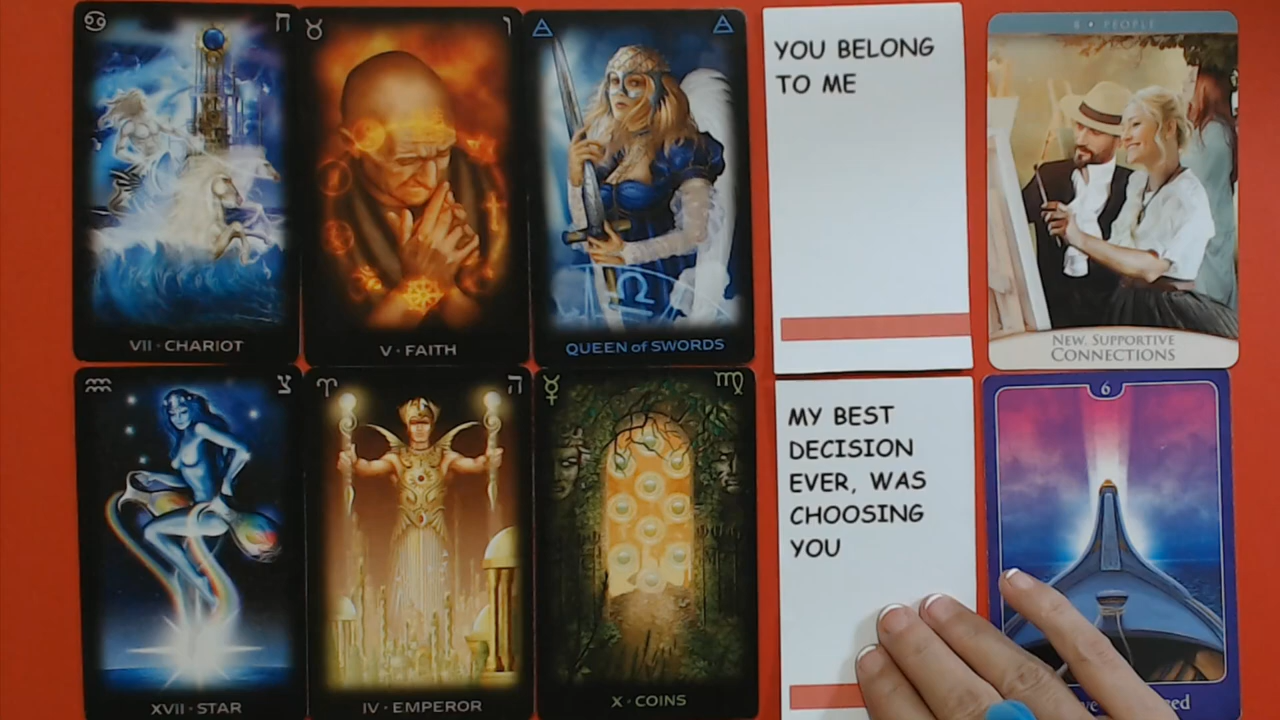 VII · CHARIOT
V · FAITH
QUEEN of SWORDS
YOU BELONG
TO ME
6 • PEOPLE
NEW, SUPPORTIVE
CONNECTIONS
ח
ו
XVII · STAR
IV · EMPEROR
X · COINS
MY BEST
DECISION
EVER, WAS
CHOOSING
YOU
6
צ
ה